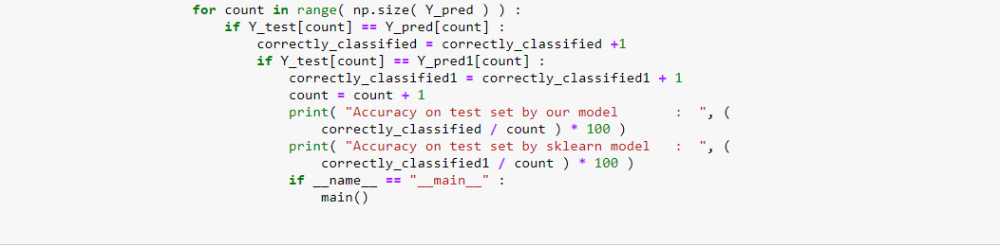 for count in range( np.size( Y_pred ) ) :
if Y_test[count] == Y_pred[count] :
correctly_classified = correctly_classified +1
if Y_test[count] == Y_pred1[count] :
correctly_classified1 = correctly_classified1 + 1
count = count + 1
print( "Accuracy on test set by our model       :  ", (
correctly_classified / count ) * 100 )
print( "Accuracy on test set by sklearn model   :  ", (
correctly_classified1 / count ) * 100 )
if __name__ == "__main__" :
main()